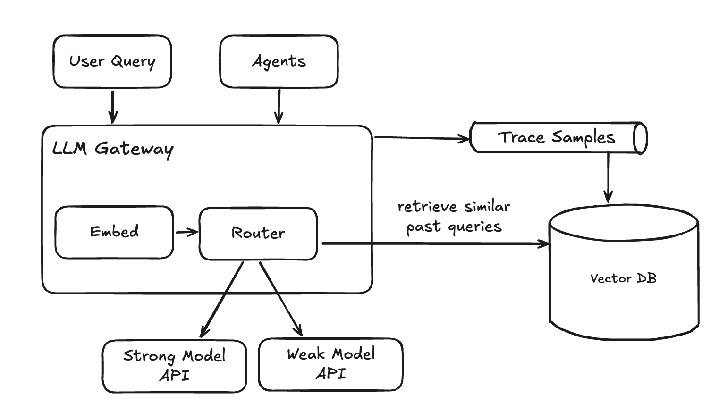 User Query
Agents
LLM Gateway
Trace Samples
retrieve similar
past queries
Embed
Router
Vector DB
Strong Model
API
Weak Model
API